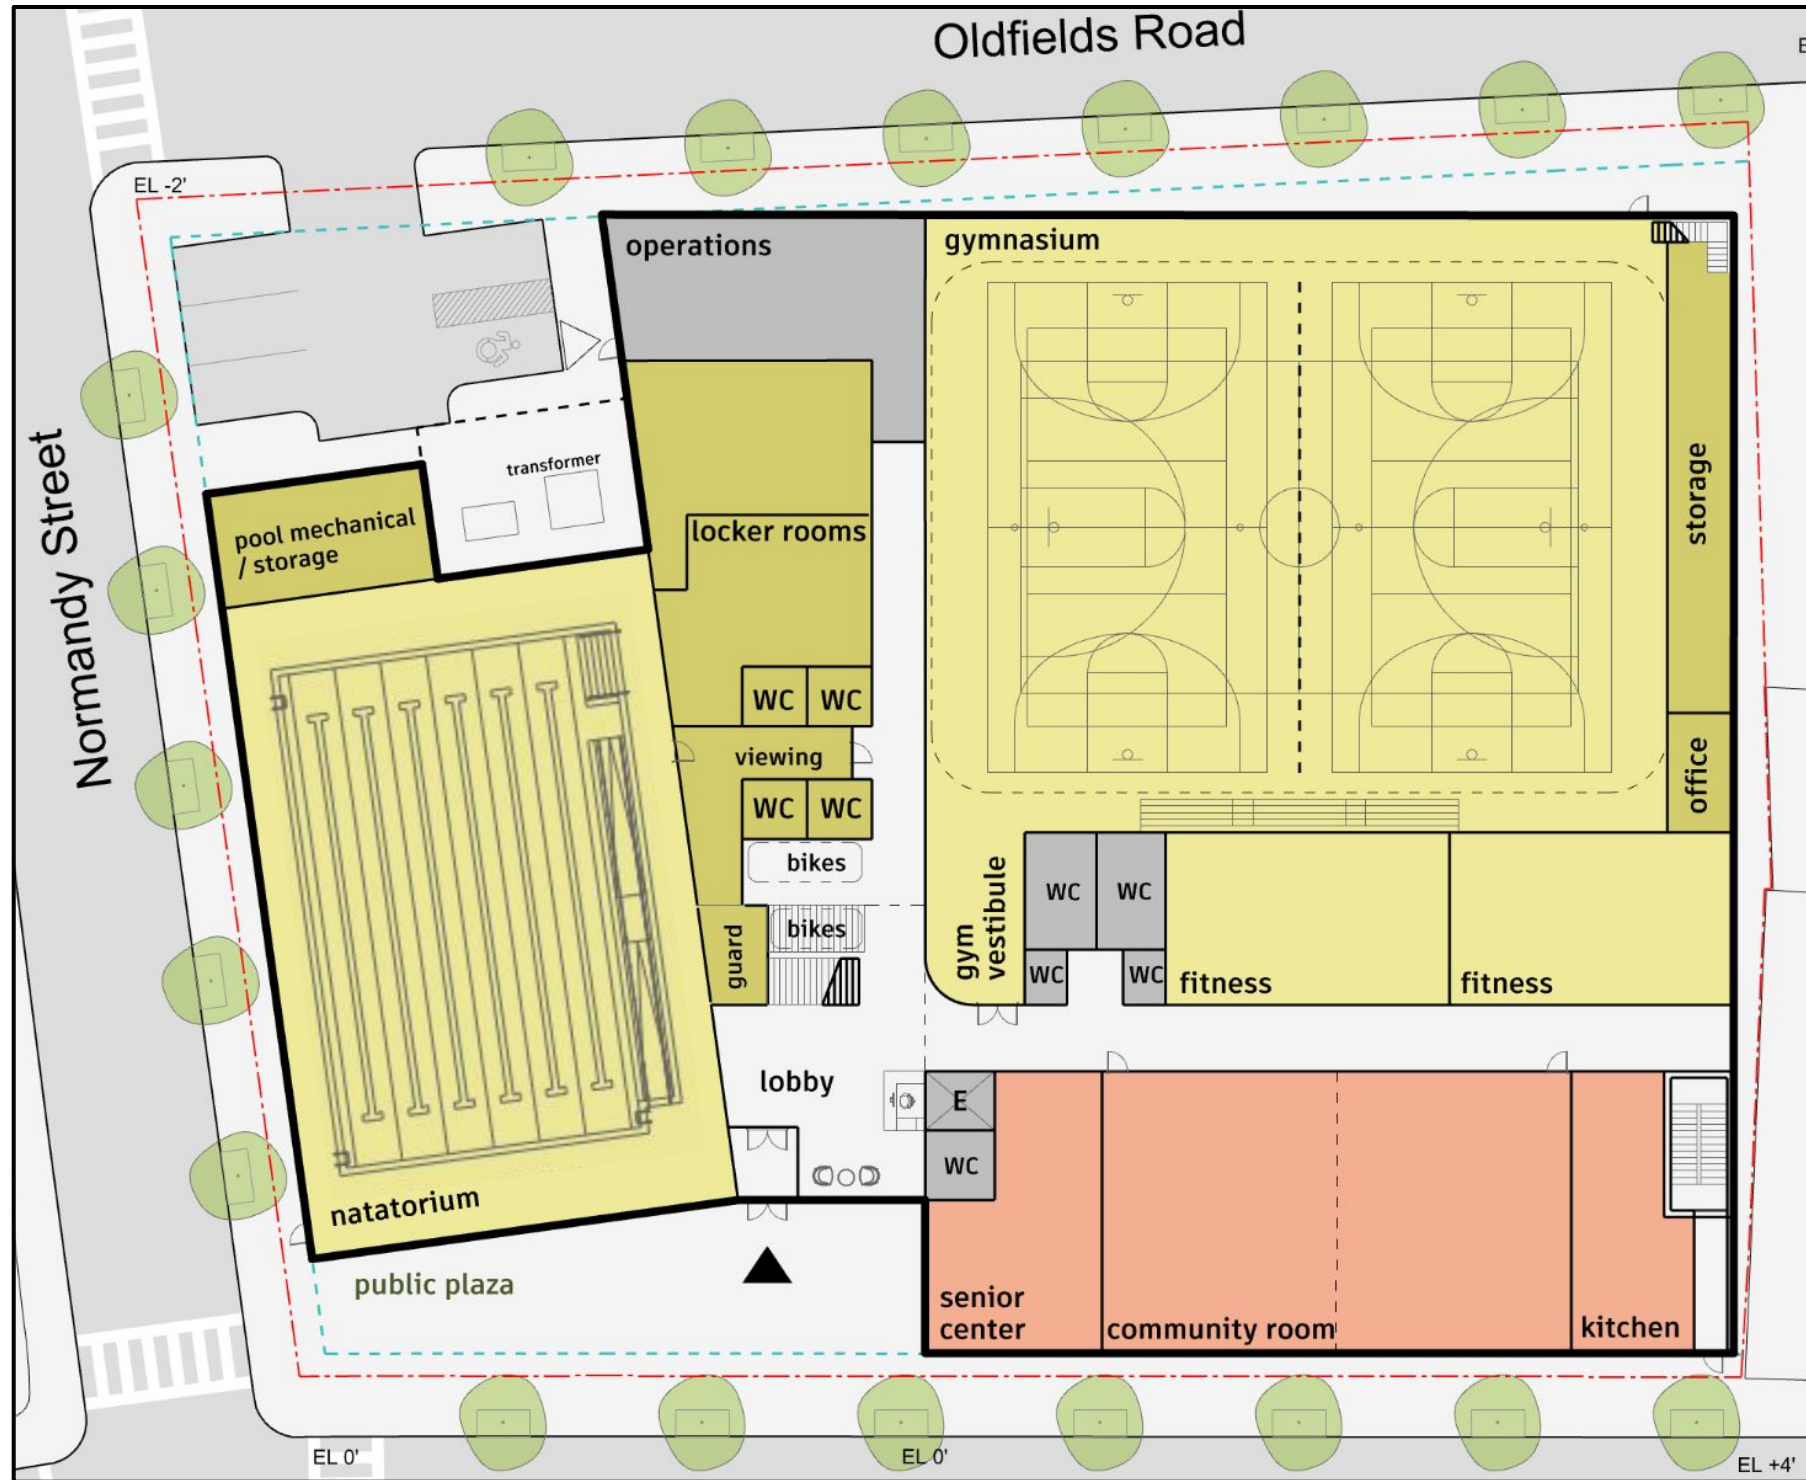 Oldfields Road
E
EL -2'
operations
gymnasium
transformer
Normandy Street
pool mechanical
/ storage
locker rooms
storage
WC
WC
viewing
office
WC
WC
bikes
bikes
guard
gym
vestibule
WC
WC
WC
WC
fitness
fitness
lobby
E
WC
natatorium
public plaza
senior
center
community room
kitchen
EL 0'
EL 0'
EL +4'